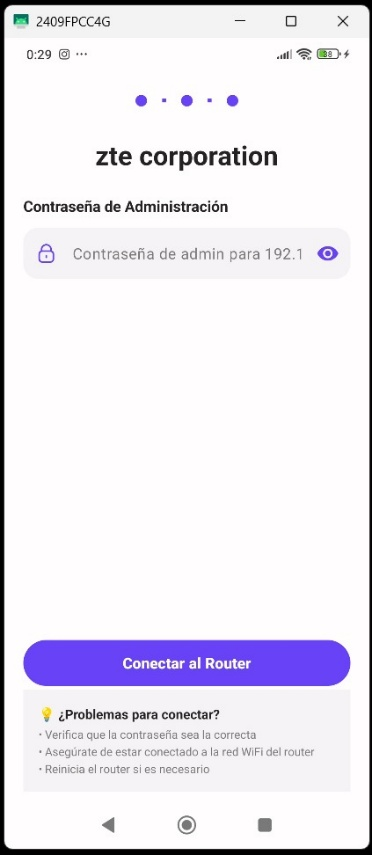 2409FPCC4G
0:29
38
zte corporation
Contraseña de Administración
Contraseña de admin para 192.1
Conectar al Router
¿Problemas para conectar?
• Verifica que la contraseña sea la correcta
• Asegúrate de estar conectado a la red WiFi del router
• Reinicia el router si es necesario